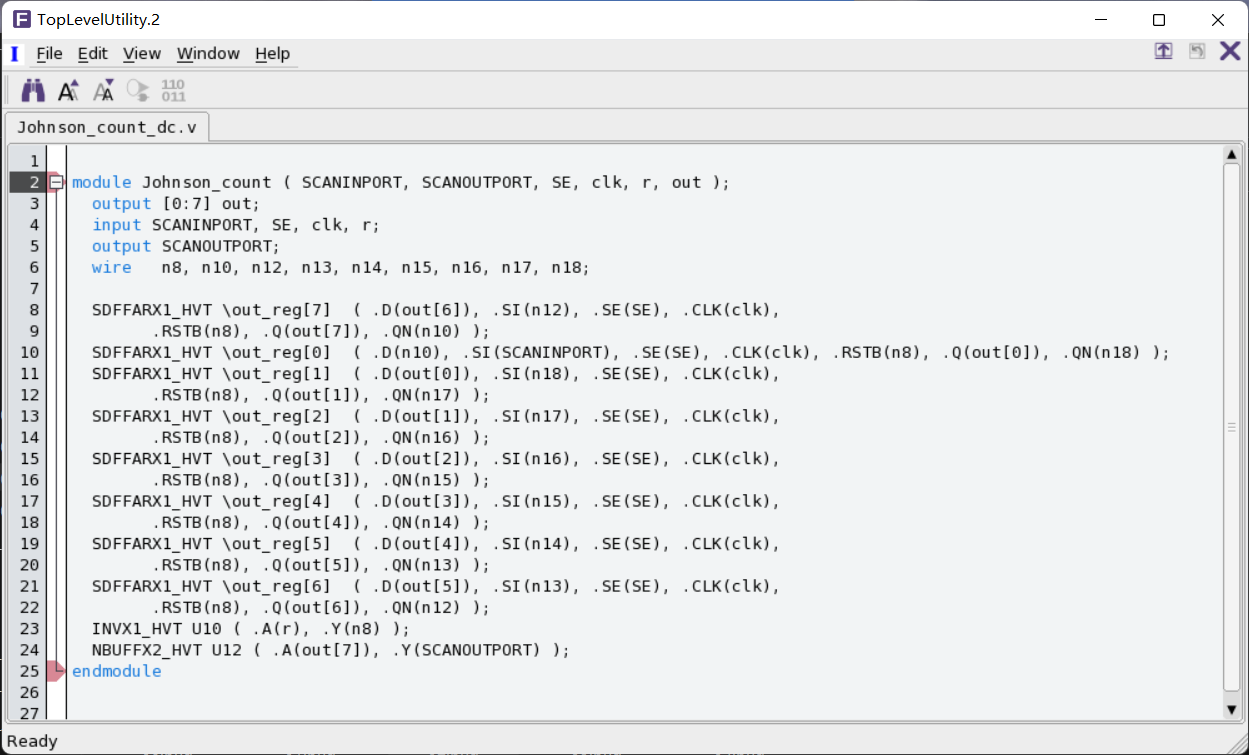 TopLevelUtility.2
I File Edit View Window Help
110
011
Johnson_count_dc.v
1
2 module Johnson_count ( SCANINPORT, SCANOUTPORT, SE, clk, r, out );
3 output [0:7] out;
4 input SCANINPORT, SE, clk, r;
5 output SCANOUTPORT;
6 wire   n8, n10, n12, n13, n14, n15, n16, n17, n18;
7
8 SDFFARX1_HVT \out_reg[7]  ( .D(out[6]), .SI(n12), .SE(SE), .CLK(clk),
9 .RSTB(n8), .Q(out[7]), .QN(n10) );
10 SDFFARX1_HVT \out_reg[0]  ( .D(n10), .SI(SCANINPORT), .SE(SE), .CLK(clk), .RSTB(n8), .Q(out[0]), .QN(n18) );
11 SDFFARX1_HVT \out_reg[1]  ( .D(out[0]), .SI(n18), .SE(SE), .CLK(clk),
12 .RSTB(n8), .Q(out[1]), .QN(n17) );
13 SDFFARX1_HVT \out_reg[2]  ( .D(out[1]), .SI(n17), .SE(SE), .CLK(clk),
14 .RSTB(n8), .Q(out[2]), .QN(n16) );
15 SDFFARX1_HVT \out_reg[3]  ( .D(out[2]), .SI(n16), .SE(SE), .CLK(clk),
16 .RSTB(n8), .Q(out[3]), .QN(n15) );
17 SDFFARX1_HVT \out_reg[4]  ( .D(out[3]), .SI(n15), .SE(SE), .CLK(clk),
18 .RSTB(n8), .Q(out[4]), .QN(n14) );
19 SDFFARX1_HVT \out_reg[5]  ( .D(out[4]), .SI(n14), .SE(SE), .CLK(clk),
20 .RSTB(n8), .Q(out[5]), .QN(n13) );
21 SDFFARX1_HVT \out_reg[6]  ( .D(out[5]), .SI(n13), .SE(SE), .CLK(clk),
22 .RSTB(n8), .Q(out[6]), .QN(n12) );
23 INVX1_HVT U10 ( .A(r), .Y(n8) );
24 NBUFFX2_HVT U12 ( .A(out[7]), .Y(SCANOUTPORT) );
25 endmodule
26
27
Ready